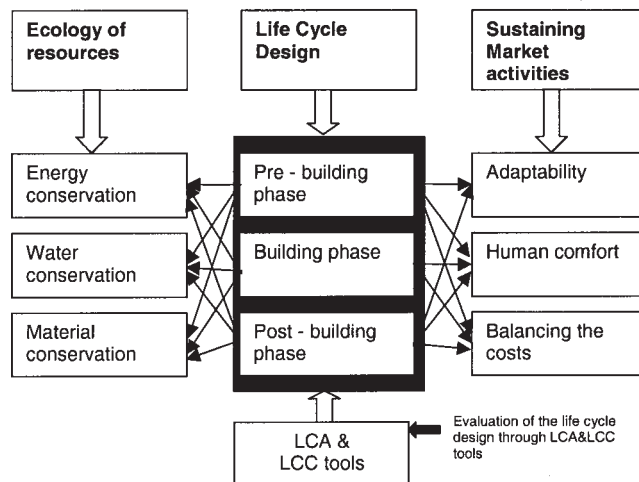 Ecology of
resources
Life Cycle
Design
Sustaining
Market
activities
Energy
conservation
Pre - building
phase
Adaptability
Water
conservation
Building phase
Human comfort
Material
conservation
Post - building
phase
Balancing the
costs
LCA &
LCC tools
Evaluation of the life cycle
design through LCA&LCC
tools